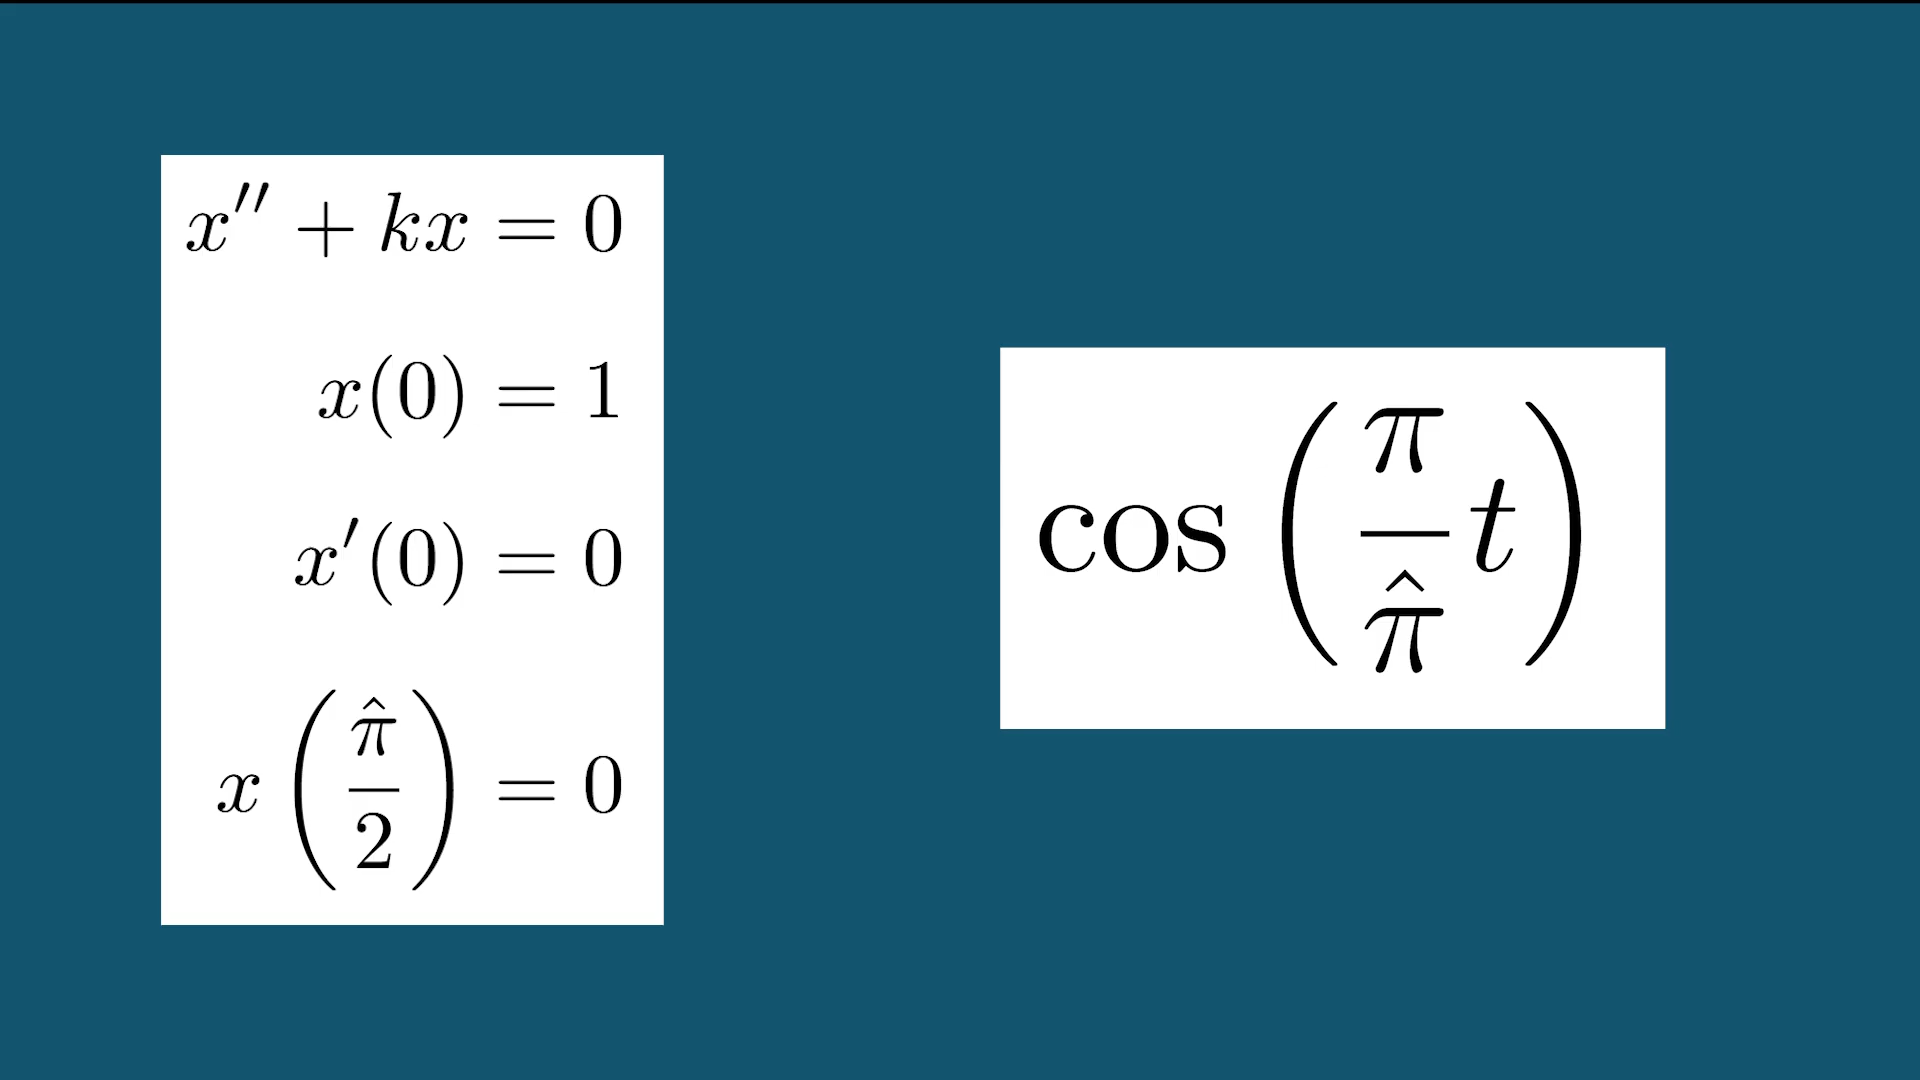 x″ + kx = 0
x(0) = 1
x′(0) = 0
x(π̂/2) = 0
cos(π/π̂ t)